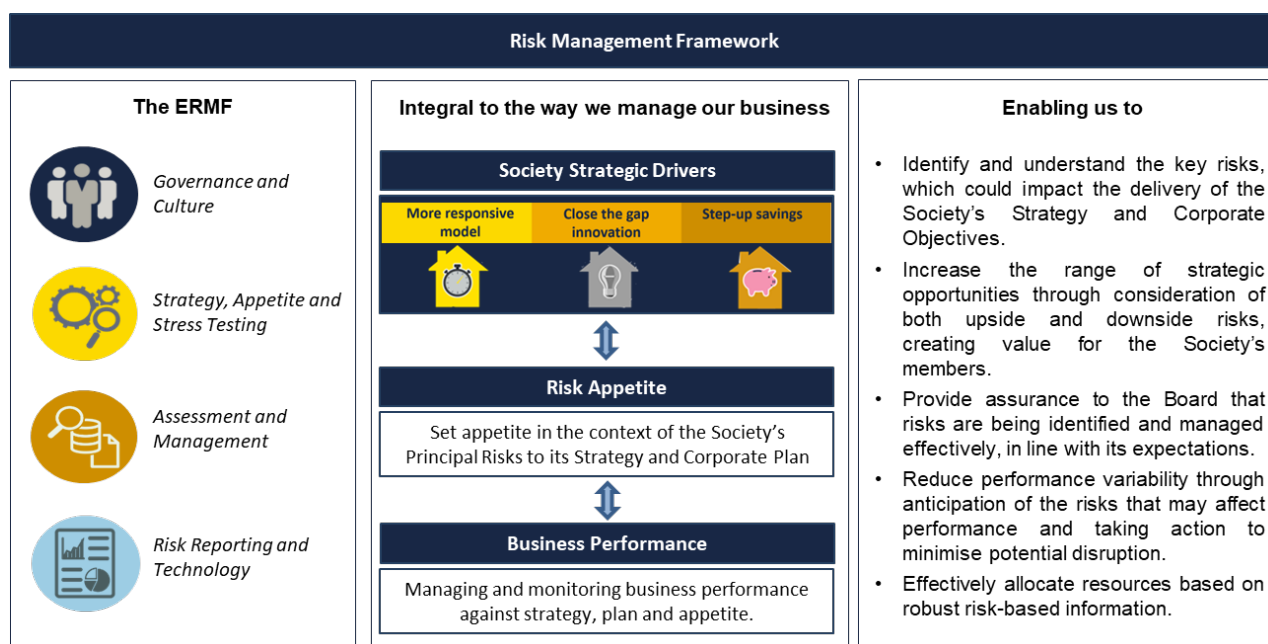 Risk Management Framework
The ERMF
Governance and
Culture
Strategy, Appetite and
Stress Testing
Assessment and
Management
Risk Reporting and
Technology
Integral to the way we manage our business
Society Strategic Drivers
More responsive
model
Close the gap
innovation
Step-up savings
Risk Appetite
Set appetite in the context of the Society’s
Principal Risks to its Strategy and Corporate Plan
Business Performance
Managing and monitoring business performance
against strategy, plan and appetite.
Enabling us to
• Identify and understand the key risks,
which could impact the delivery of the
Society’s Strategy and Corporate
Objectives.
• Increase the range of strategic
opportunities through consideration of
both upside and downside risks,
creating value for the Society’s
members.
• Provide assurance to the Board that
risks are being identified and managed
effectively, in line with its expectations.
• Reduce performance variability through
anticipation of the risks that may affect
performance and taking action to
minimise potential disruption.
• Effectively allocate resources based on
robust risk-based information.